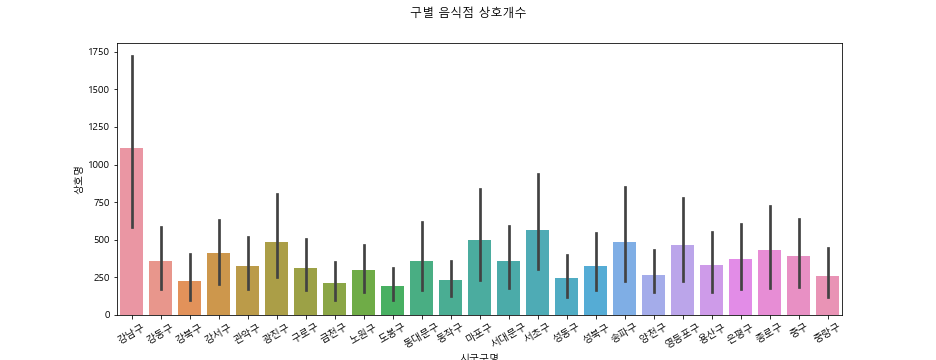 구별 음식점 상호개수
상호명
1750
1500
1250
1000
750
500
250
0
강남구 강동구 강북구 강서구 관악구 광진구 구로구 금천구 노원구 도봉구 동대문구 동작구 마포구 서대문구 서초구 성동구 성북구 송파구 양천구 영등포구 용산구 은평구 종로구 중구 중랑구
시군구명